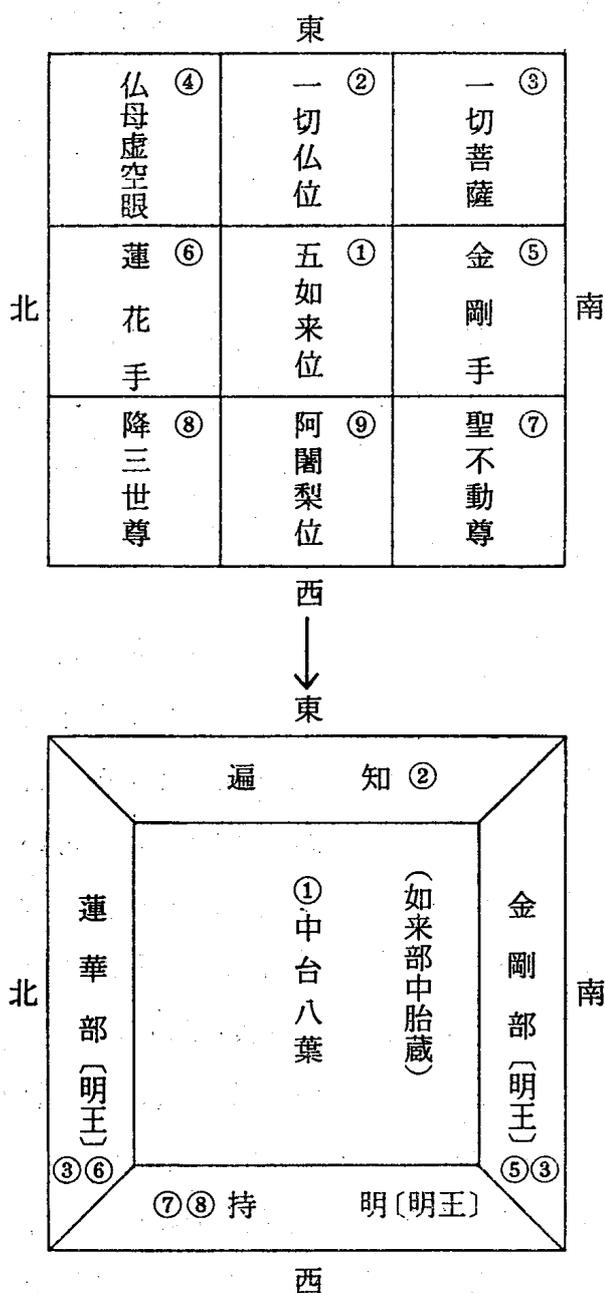 東
③一切菩薩
②一切仏位
④仏母虚空眼
南
⑤金剛手
①五如来位
⑥蓮花手
北
⑦聖不動尊
⑨阿闍梨位
⑧降三世尊
西
東
遍知②
南
金剛部〔明王〕
⑤③
(如来部中胎蔵)
①中台八葉
蓮華部〔明王〕
③⑥
北
⑦⑧持明〔明王〕
西